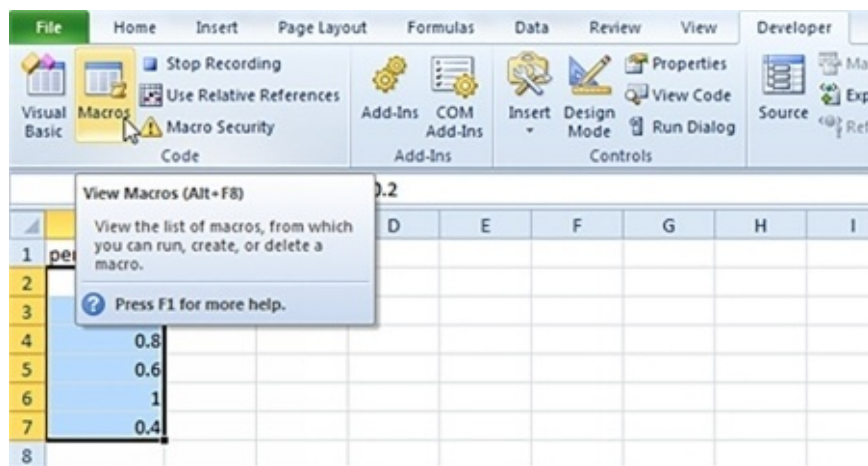 File Home Insert Page Layout Formulas Data Review View Developer
Stop Recording
Use Relative References
Macro Security
Visual Basic
Macros
Code
Add-Ins
COM Add-Ins
Add-Ins
Insert
Design Mode
Properties
View Code
Run Dialog
Controls
Source
View Macros (Alt+F8)
View the list of macros, from which
you can run, create, or delete a
macro.
Press F1 for more help.
0.2
D E F G H I
1
2
3
4 0.8
5 0.6
6 1
7 0.4
8